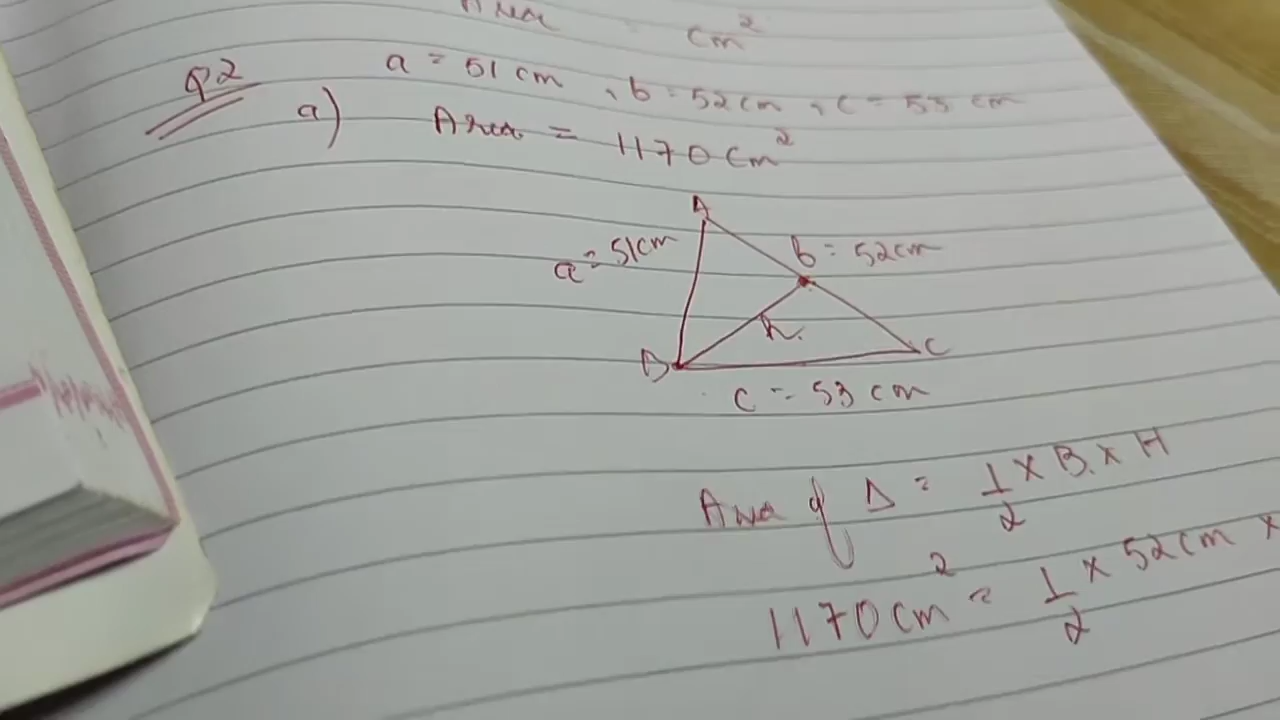 Area cm²
Q2 a = 51 cm , b = 52 cm , c = 53 cm
a) Area = 1170 cm²
A
a = 51cm b = 52cm
h.
B C
c = 53 cm
Area of Δ = 1/2 × B × H
1170 cm² = 1/2 × 52 cm ×